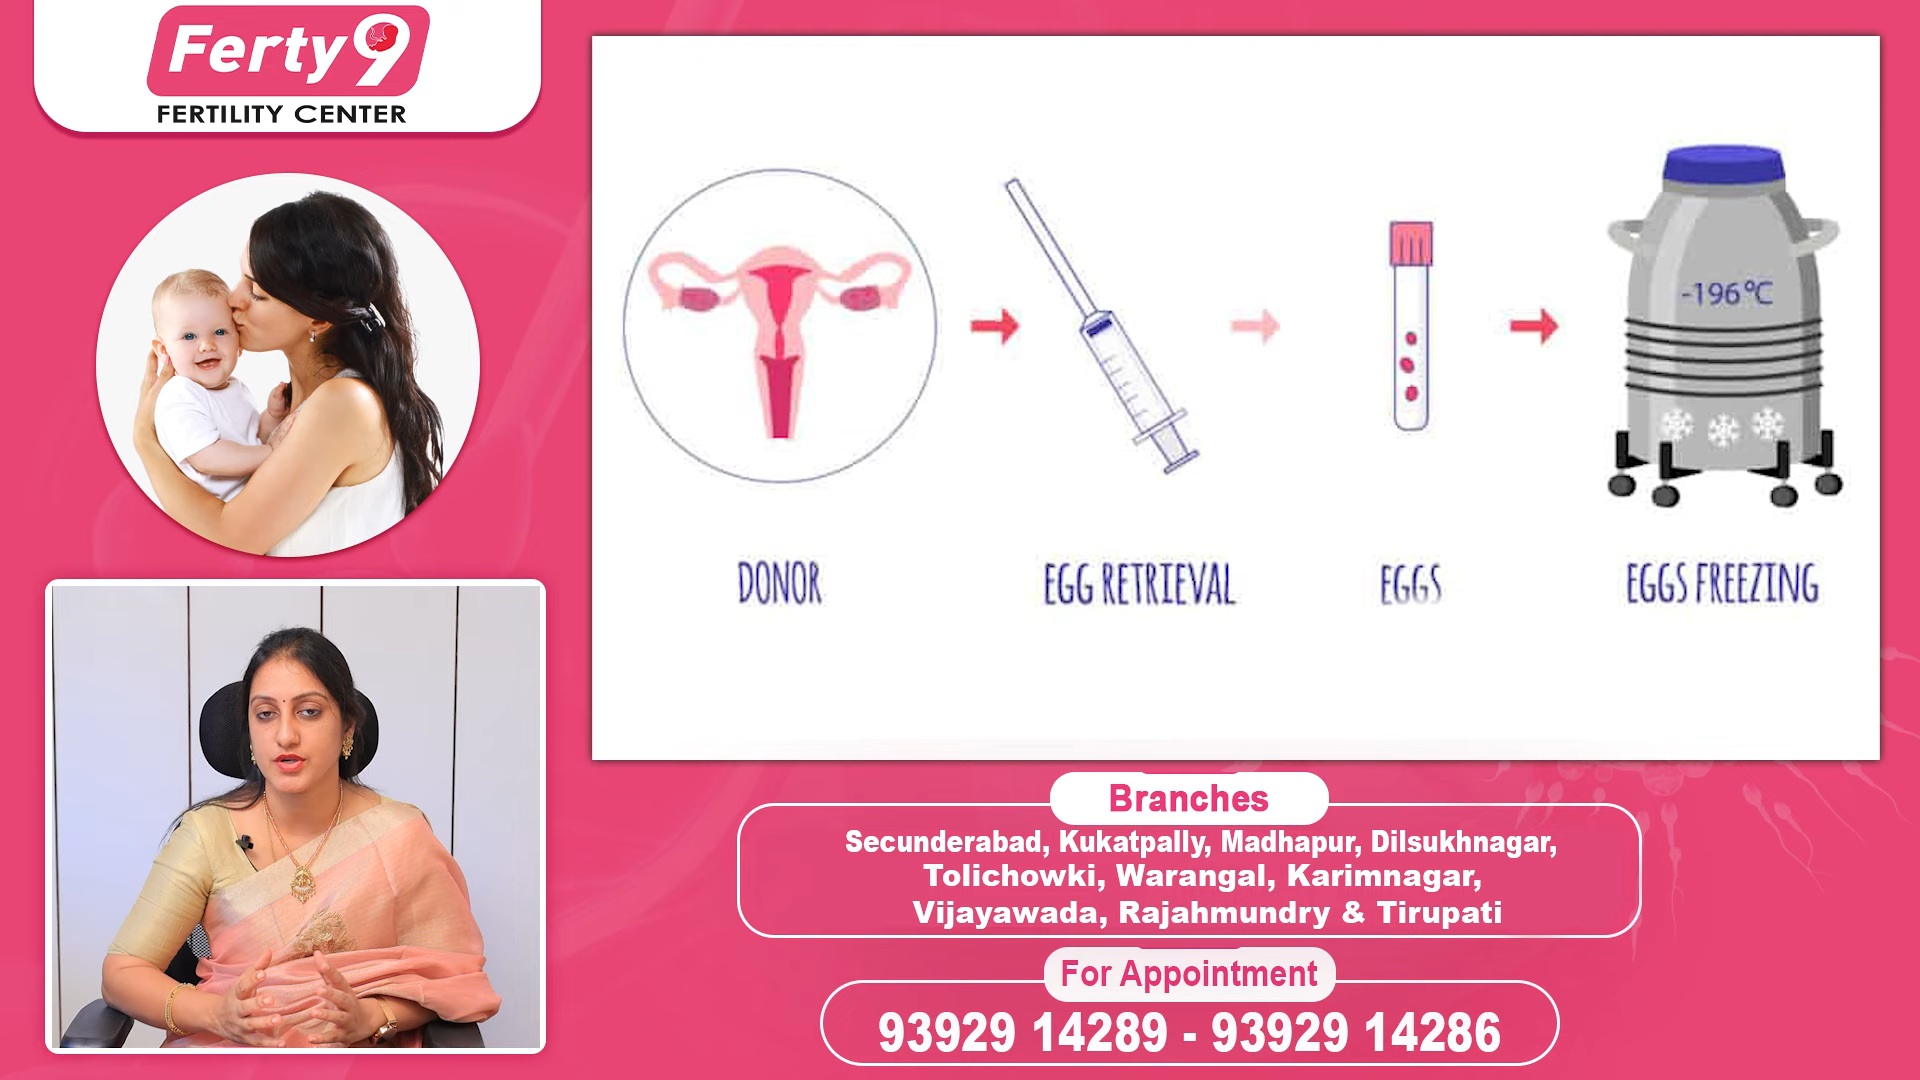 Ferty9
FERTILITY CENTER
-196°C
DONOR
EGG RETRIEVAL
EGGS
EGGS FREEZING
Branches
Secunderabad, Kukatpally, Madhapur, Dilsukhnagar,
Tolichowki, Warangal, Karimnagar,
Vijayawada, Rajahmundry & Tirupati
For Appointment
93929 14289 - 93929 14286